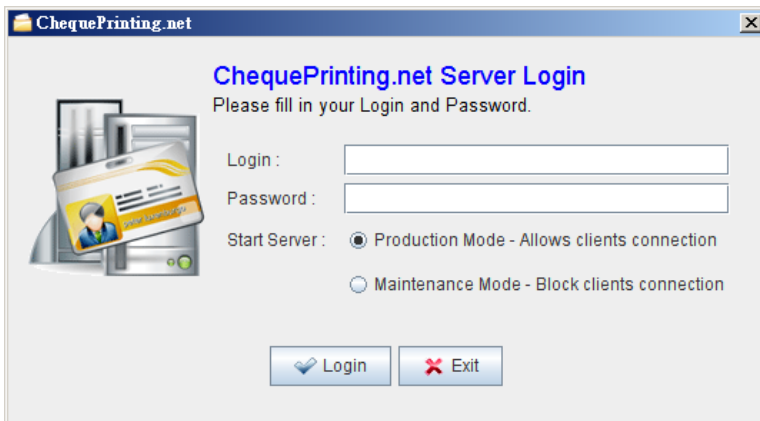 ChequePrinting.net
ChequePrinting.net Server Login
Please fill in your Login and Password.
Login :
Password :
Start Server : Production Mode - Allows clients connection
Maintenance Mode - Block clients connection
Login Exit